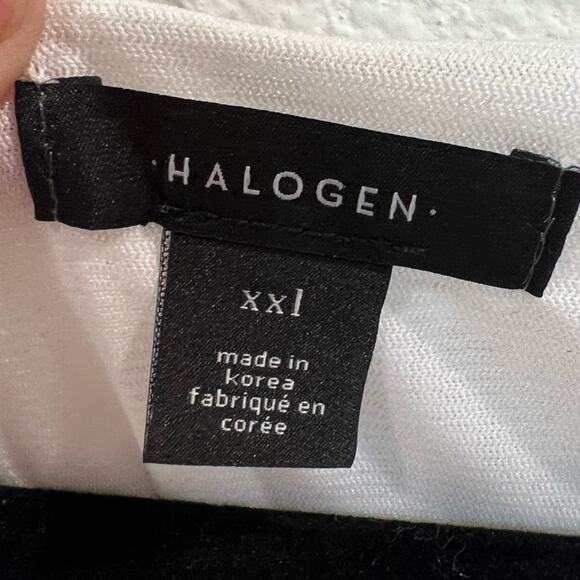 ·HALOGEN·
xxl
made in
korea
fabriqué en
corée